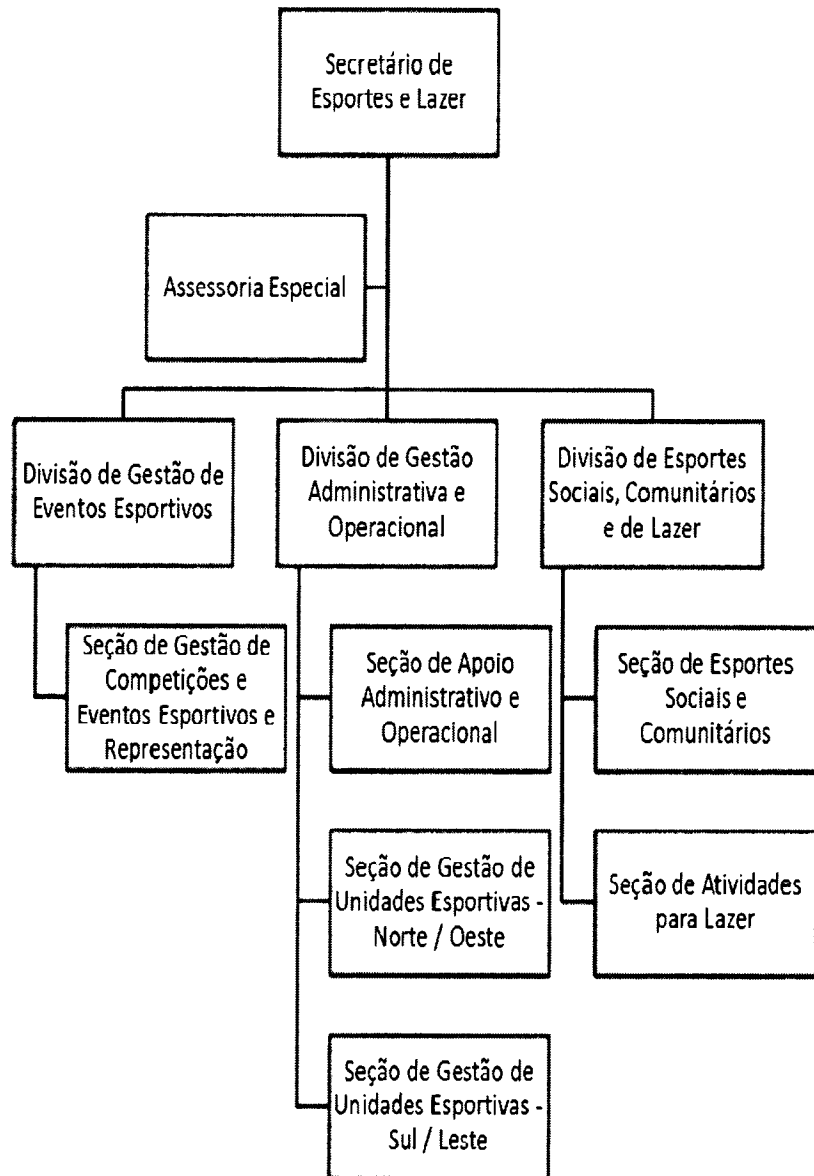 Secretário de
Esportes e Lazer
Assessoria Especial
Divisão de Gestão de
Eventos Esportivos
Divisão de Gestão
Administrativa e
Operacional
Divisão de Esportes
Sociais, Comunitários
e de Lazer
Seção de Gestão de
Competições e
Eventos Esportivos e
Representação
Seção de Apoio
Administrativo e
Operacional
Seção de Esportes
Sociais e
Comunitários
Seção de Gestão de
Unidades Esportivas -
Norte / Oeste
Seção de Atividades
para Lazer
Seção de Gestão de
Unidades Esportivas -
Sul / Leste